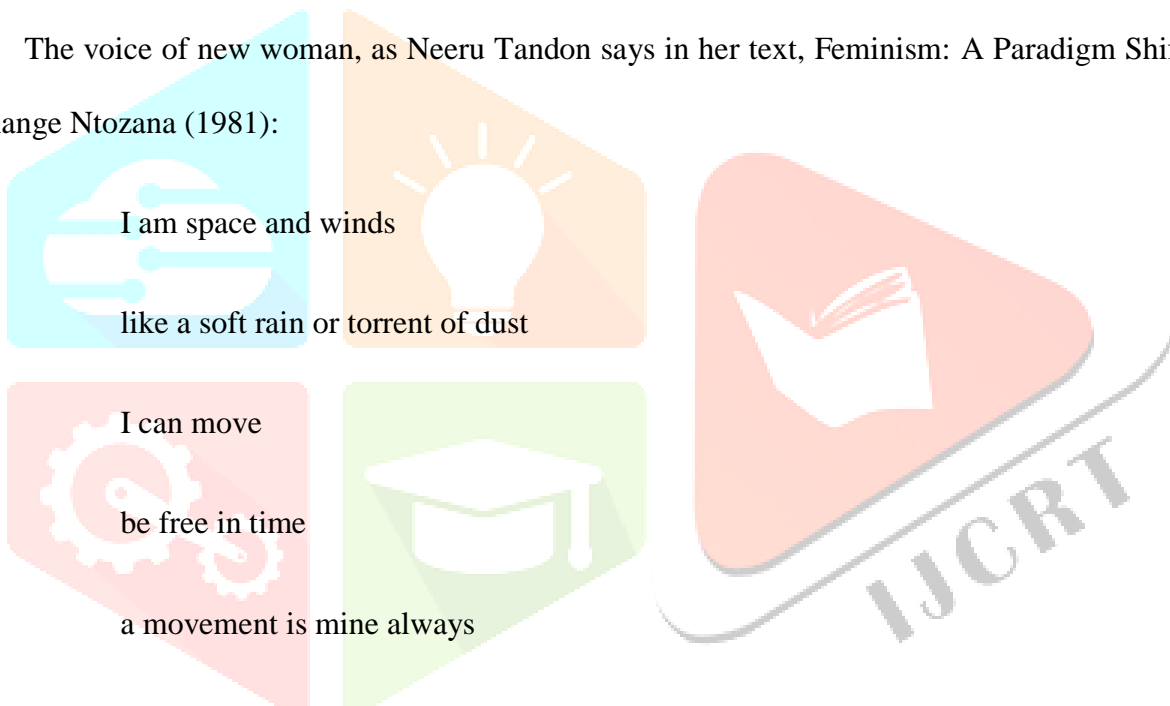 The voice of new woman, as Neeru Tandon says in her text, Feminism: A Paradigm
Ntozana (1981):
I am space and winds
like a soft rain or torrent of dust
I can move
be free in time
a movement is mine always
IJCRT